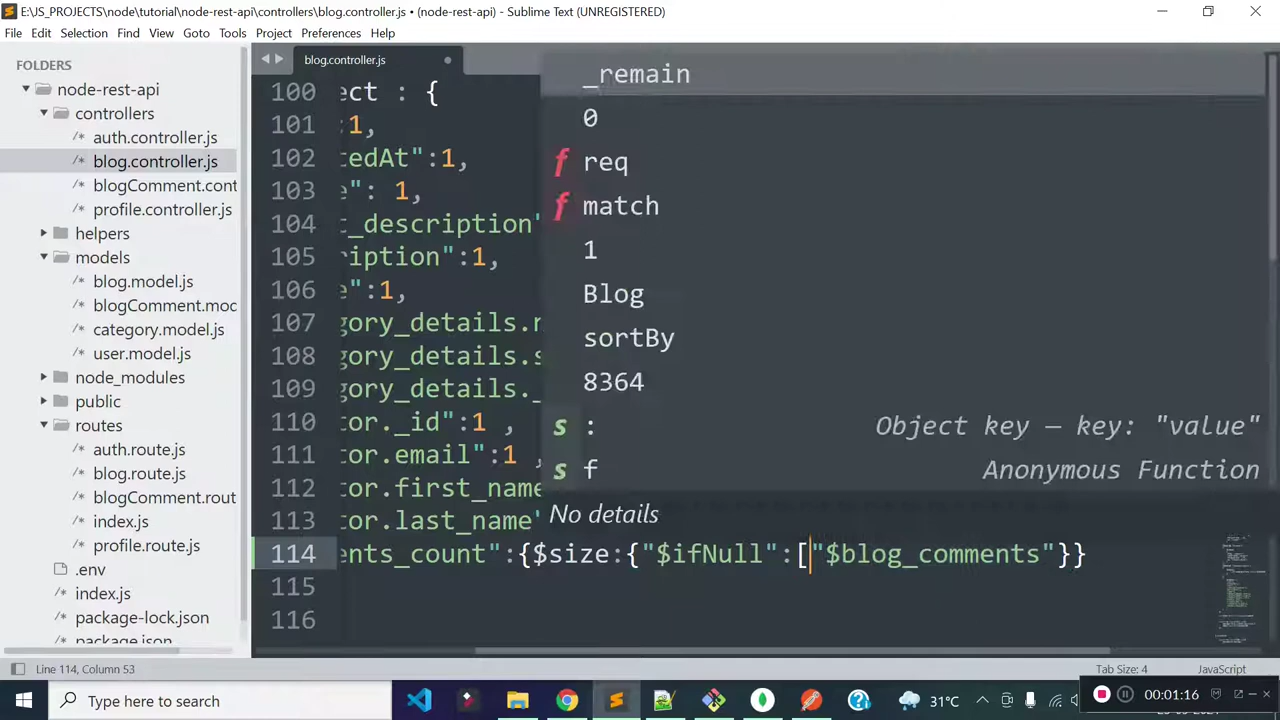 E:\JS_PROJECTS\node\tutorial\node-rest-api\controllers\blog.controller.js • (node-rest-api) - Sublime Text (UNREGISTERED)
File Edit Selection Find View Goto Tools Project Preferences Help
FOLDERS
node-rest-api
controllers
/* auth.controller.js
/* blog.controller.js
/* blogComment.cont
/* profile.controller.js
helpers
models
/* blog.model.js
/* blogComment.moc
/* category.model.js
/* user.model.js
node_modules
public
routes
/* auth.route.js
/* blog.route.js
/* blogComment.rout
/* index.js
/* profile.route.js
.env
/* index.js
/* package-lock.json
/* package.json
blog.controller.js
100 ect : {
101 :1,
102 tedAt":1,
103 e": 1,
104 t_description"
105 ription":1,
106 e":1,
107 gory_details.n
108 gory_details.s
109 gory_details._
110 tor._id":1 ,
111 tor.email":1 ,
112 tor.first_name
113 tor.last_name"
114 ents_count":{$size:{"$ifNull":["$blog_comments"}}
115
116
_remain
0
f req
f match
1
Blog
sortBy
8364
s : Object key — key: "value"
s f Anonymous Function
No details
Line 114, Column 53
Tab Size: 4
JavaScript
Type here to search
31°C
00:01:16